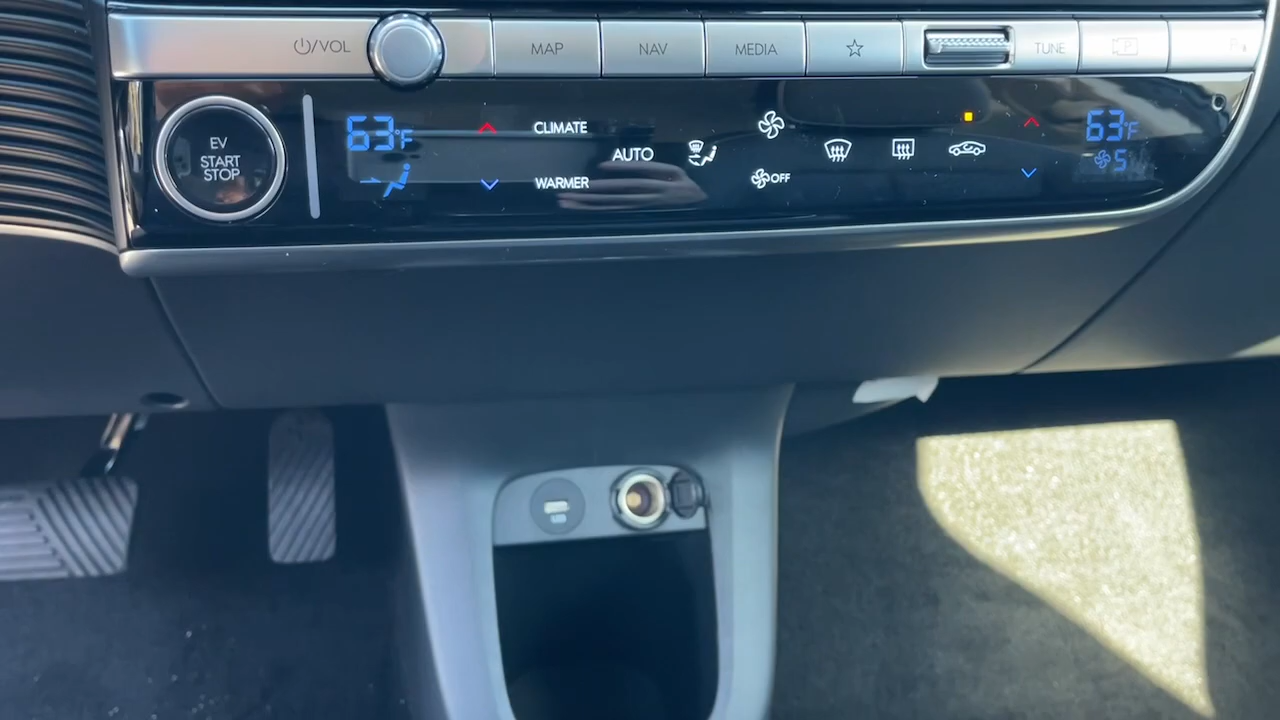 ⏻/VOL
MAP
NAV
MEDIA
☆
TUNE
P
EV
START
STOP
63°F
CLIMATE
WARMER
AUTO
OFF
63°F
5